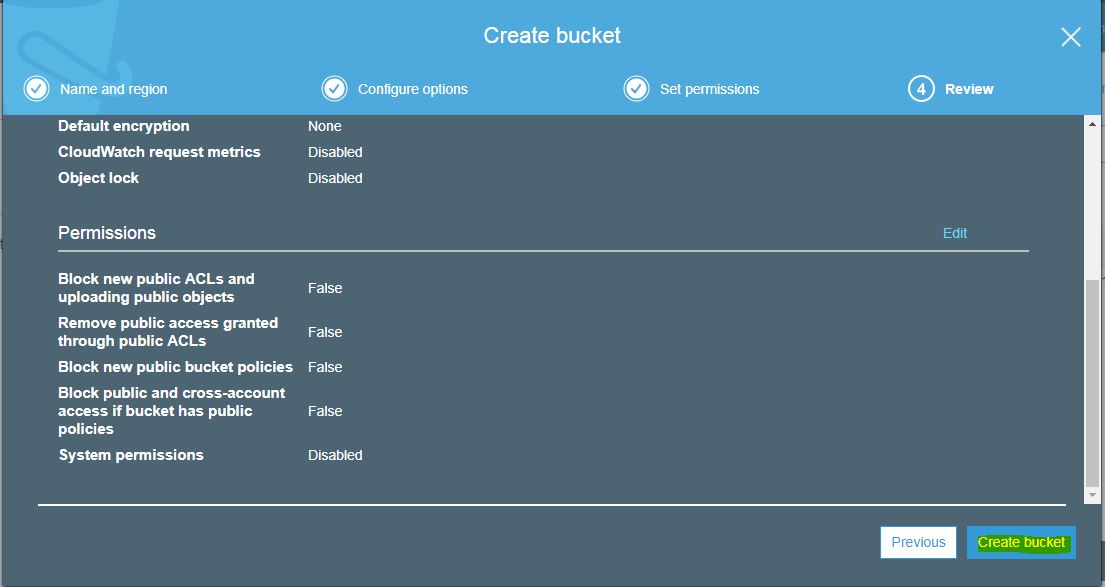 Create bucket
Name and region
Configure options
Set permissions
4 Review
Default encryption None
CloudWatch request metrics Disabled
Object lock Disabled
Permissions Edit
Block new public ACLs and
uploading public objects False
Remove public access granted
through public ACLs False
Block new public bucket policies False
Block public and cross-account
access if bucket has public False
policies
System permissions Disabled
Previous Create bucket